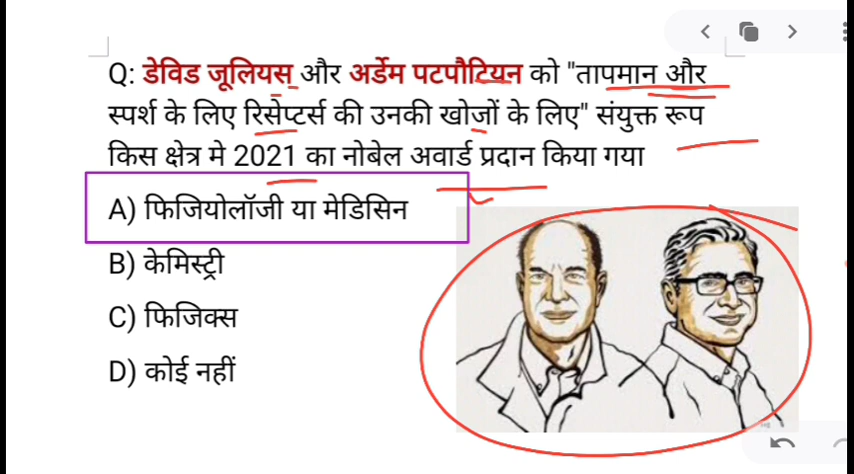 Q: डेविड जूलियस और अर्डेम पटपौटियन को "तापमान और
स्पर्श के लिए रिसेप्टर्स की उनकी खोजों के लिए" संयुक्त रूप
किस क्षेत्र मे 2021 का नोबेल अवार्ड प्रदान किया गया
A) फिजियोलॉजी या मेडिसिन
B) केमिस्ट्री
C) फिजिक्स
D) कोई नहीं